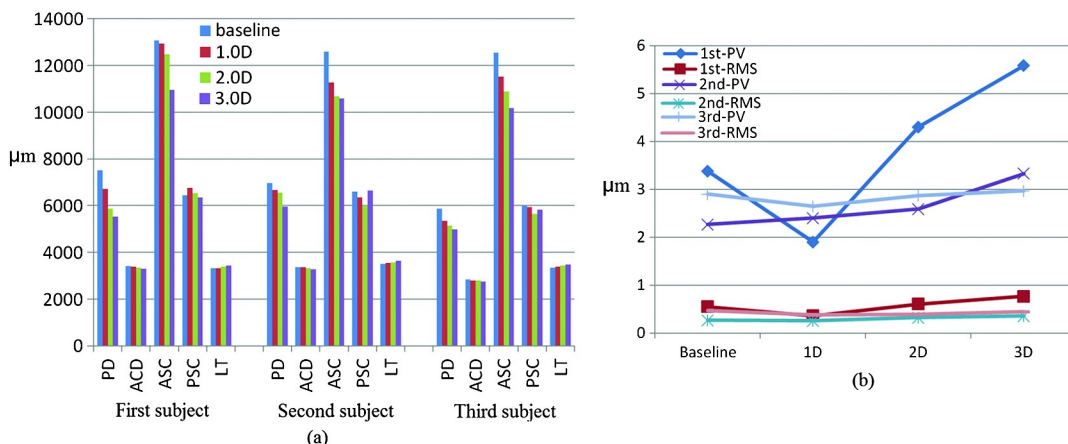 14000
12000
10000
8000
6000
4000
2000
0
µm
baseline
1.0D
2.0D
3.0D
PD
ACD
ASC
PSC
LT
PD
ACD
ASC
PSC
LT
PD
ACD
ASC
PSC
LT
First subject
Second subject
Third subject
(a)
6
5
4
3
2
1
0
µm
1st-PV
1st-RMS
2nd-PV
2nd-RMS
3rd-PV
3rd-RMS
Baseline
1D
2D
3D
(b)